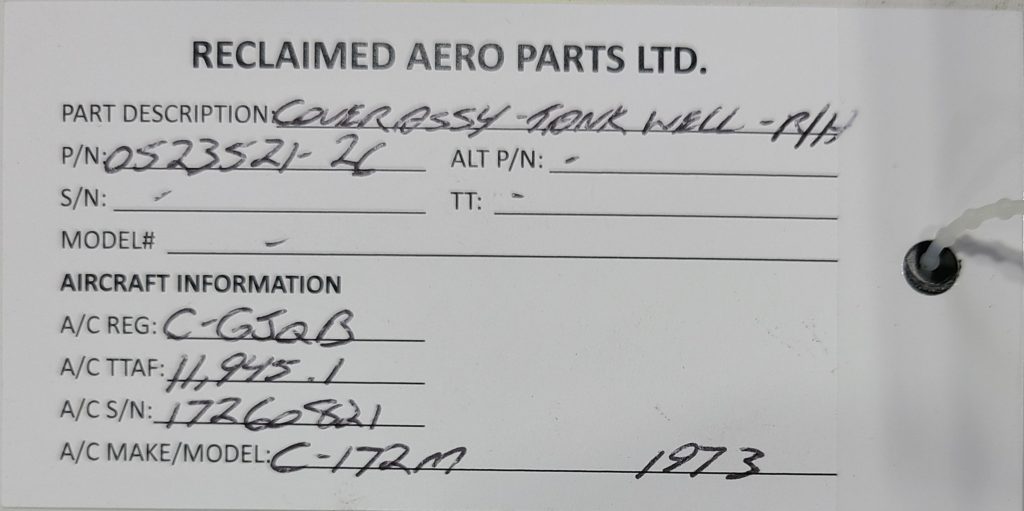 RECLAIMED AERO PARTS LTD.
PART DESCRIPTION: COVER ASSY - TANK WELL - R/H
P/N: 0523521-26 ALT P/N: -
S/N: - TT: -
MODEL# -
AIRCRAFT INFORMATION
A/C REG: C-GJQB
A/C TTAF: 11,945.1
A/C S/N: 17260821
A/C MAKE/MODEL: C-172M 1973